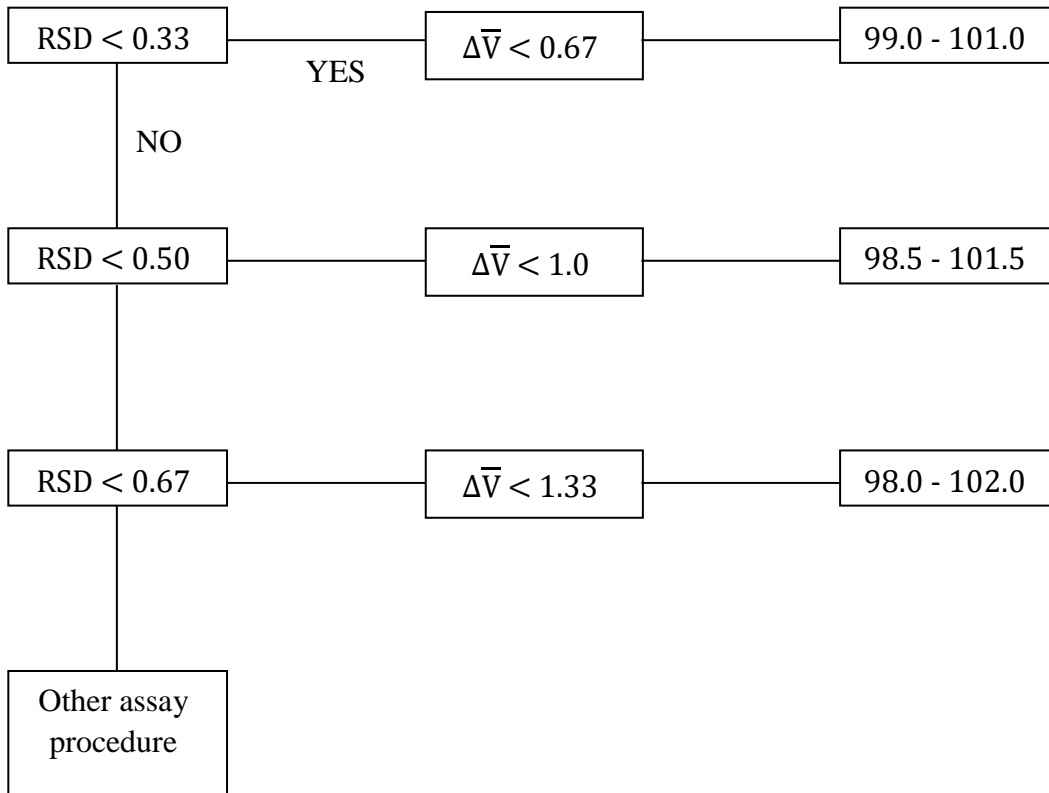 RSD < 0.33
YES
ΔV̅ < 0.67
99.0 - 101.0
NO
RSD < 0.50
ΔV̅ < 1.0
98.5 - 101.5
RSD < 0.67
ΔV̅ < 1.33
98.0 - 102.0
Other assay
procedure